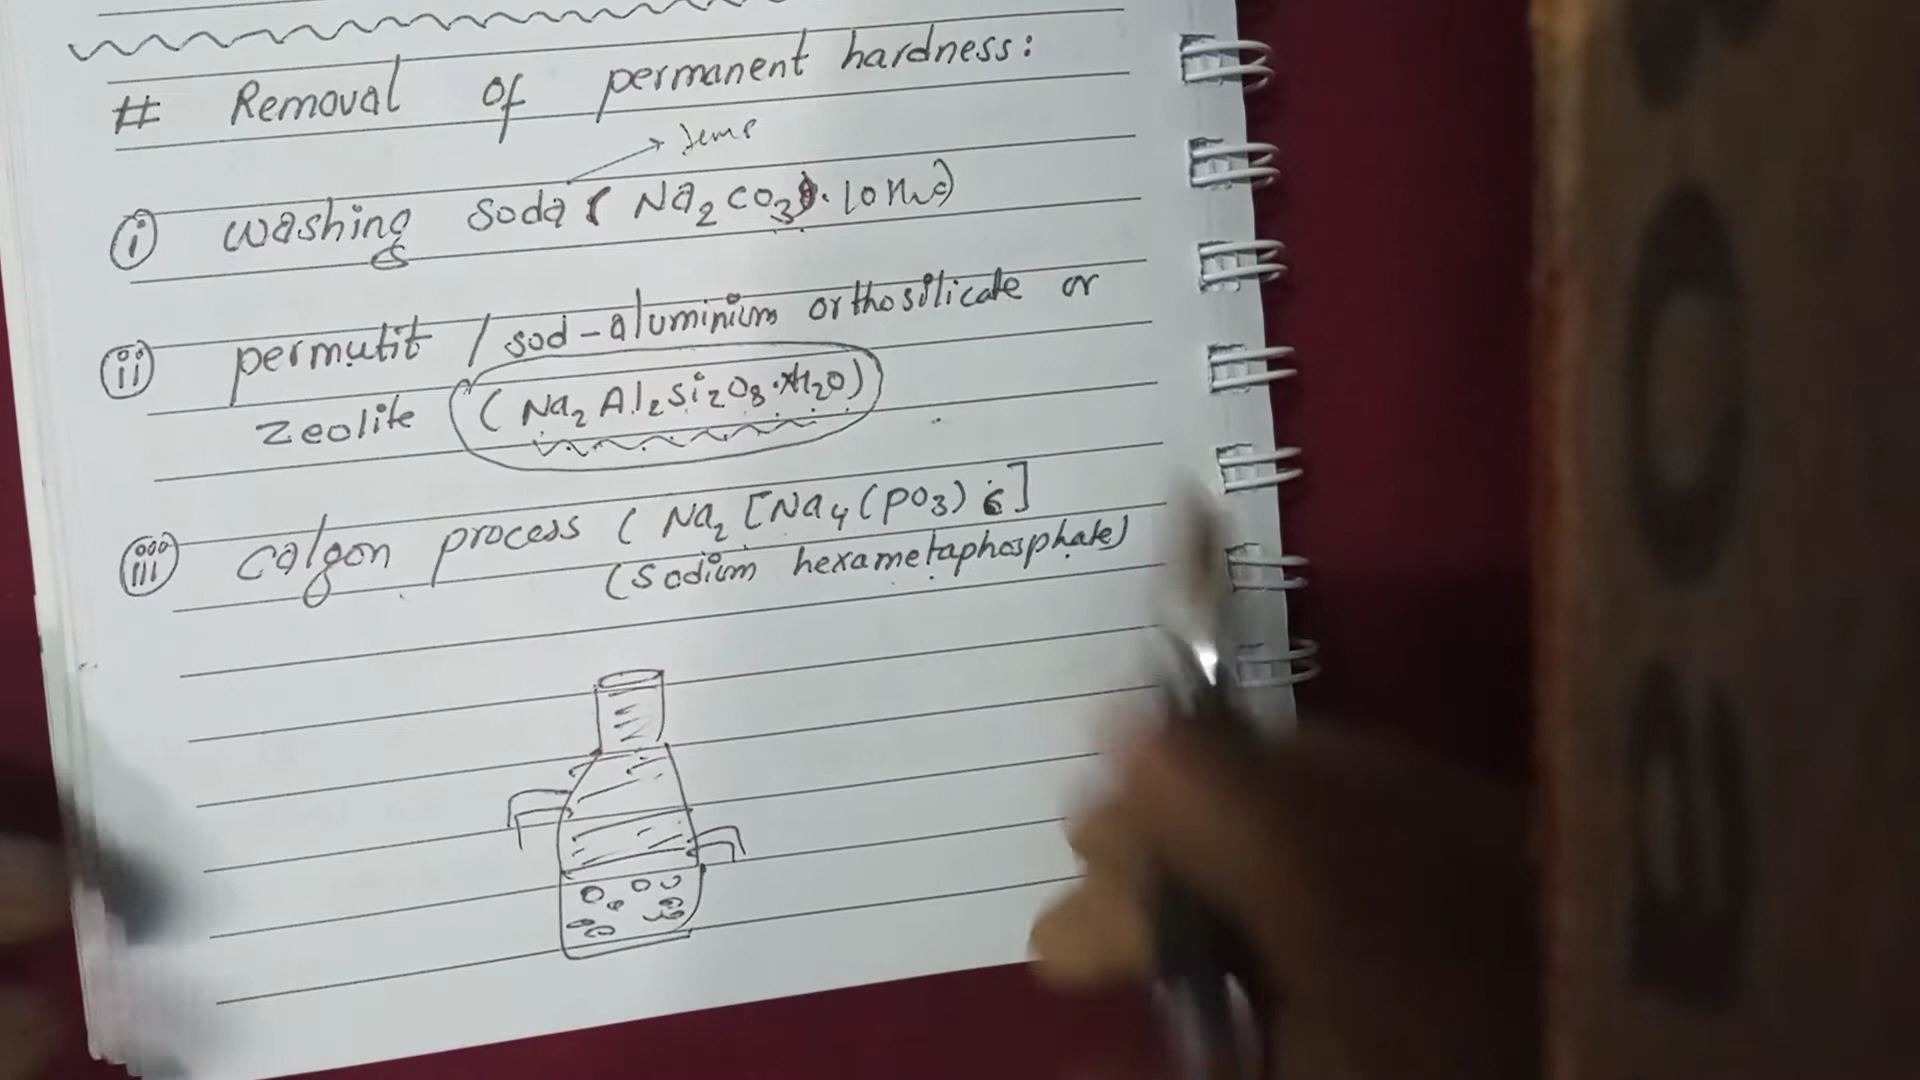 # Removal of permanent hardness:
→ temp
(i) washing soda ( Na2CO3). 10H2O)
(ii) permutit / sod-aluminium orthosilicate or
zeolite (Na2Al2Si2O8.xH2O)
(iii) calgon process ( Na2 [Na4(PO3)6]
(Sodium hexametaphosphate)